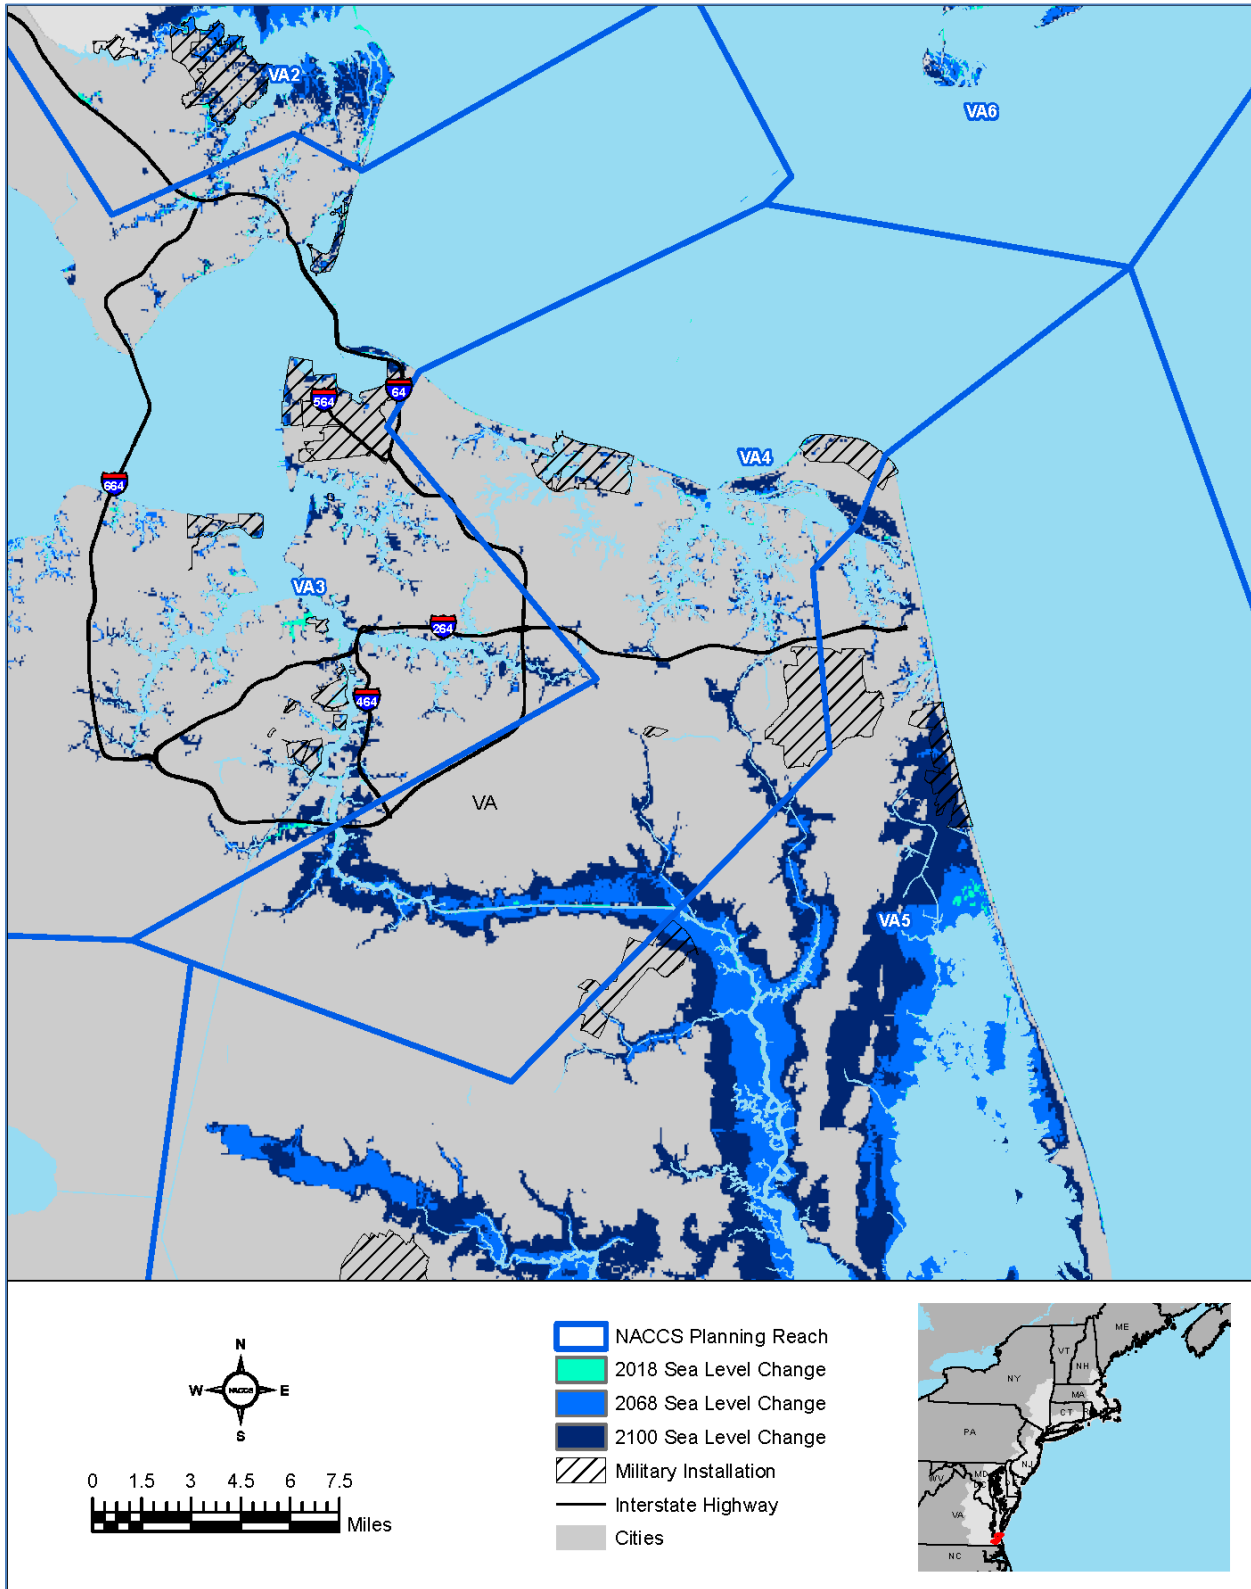 VA2
VA6
64
564
VA4
664
VA3
264
464
VA
VA5
N
W NACCS E
S
0 1.5 3 4.5 6 7.5
Miles
NACCS Planning Reach
2018 Sea Level Change
2068 Sea Level Change
2100 Sea Level Change
Military Installation
Interstate Highway
Cities
ME
VT
NH
NY
MA
CT
PA
NJ
MD
WV
VA
NC